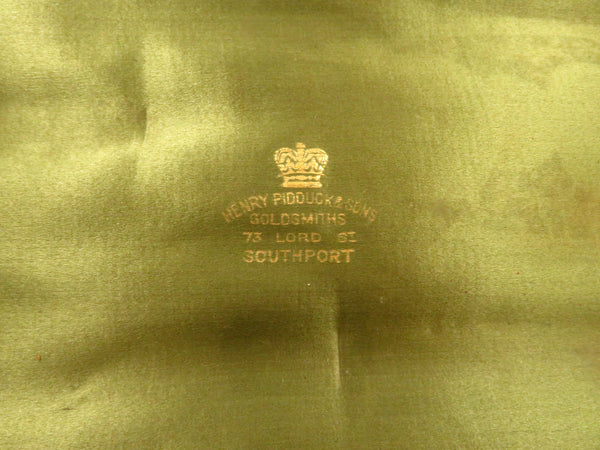 HENRY PIDDUCK & SONS
GOLDSMITHS
73 LORD ST
SOUTHPORT